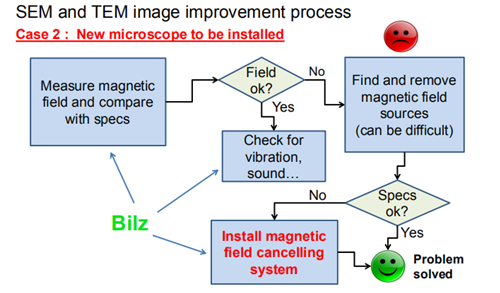 SEM and TEM image improvement process
Case 2 : New microscope to be installed
Measure magnetic
field and compare
with specs
Field
ok?
No
Yes
Find and remove
magnetic field
sources
(can be difficult)
Check for
vibration,
sound…
Bilz
No
Specs
ok?
Yes
Install magnetic
field cancelling
system
Problem
solved